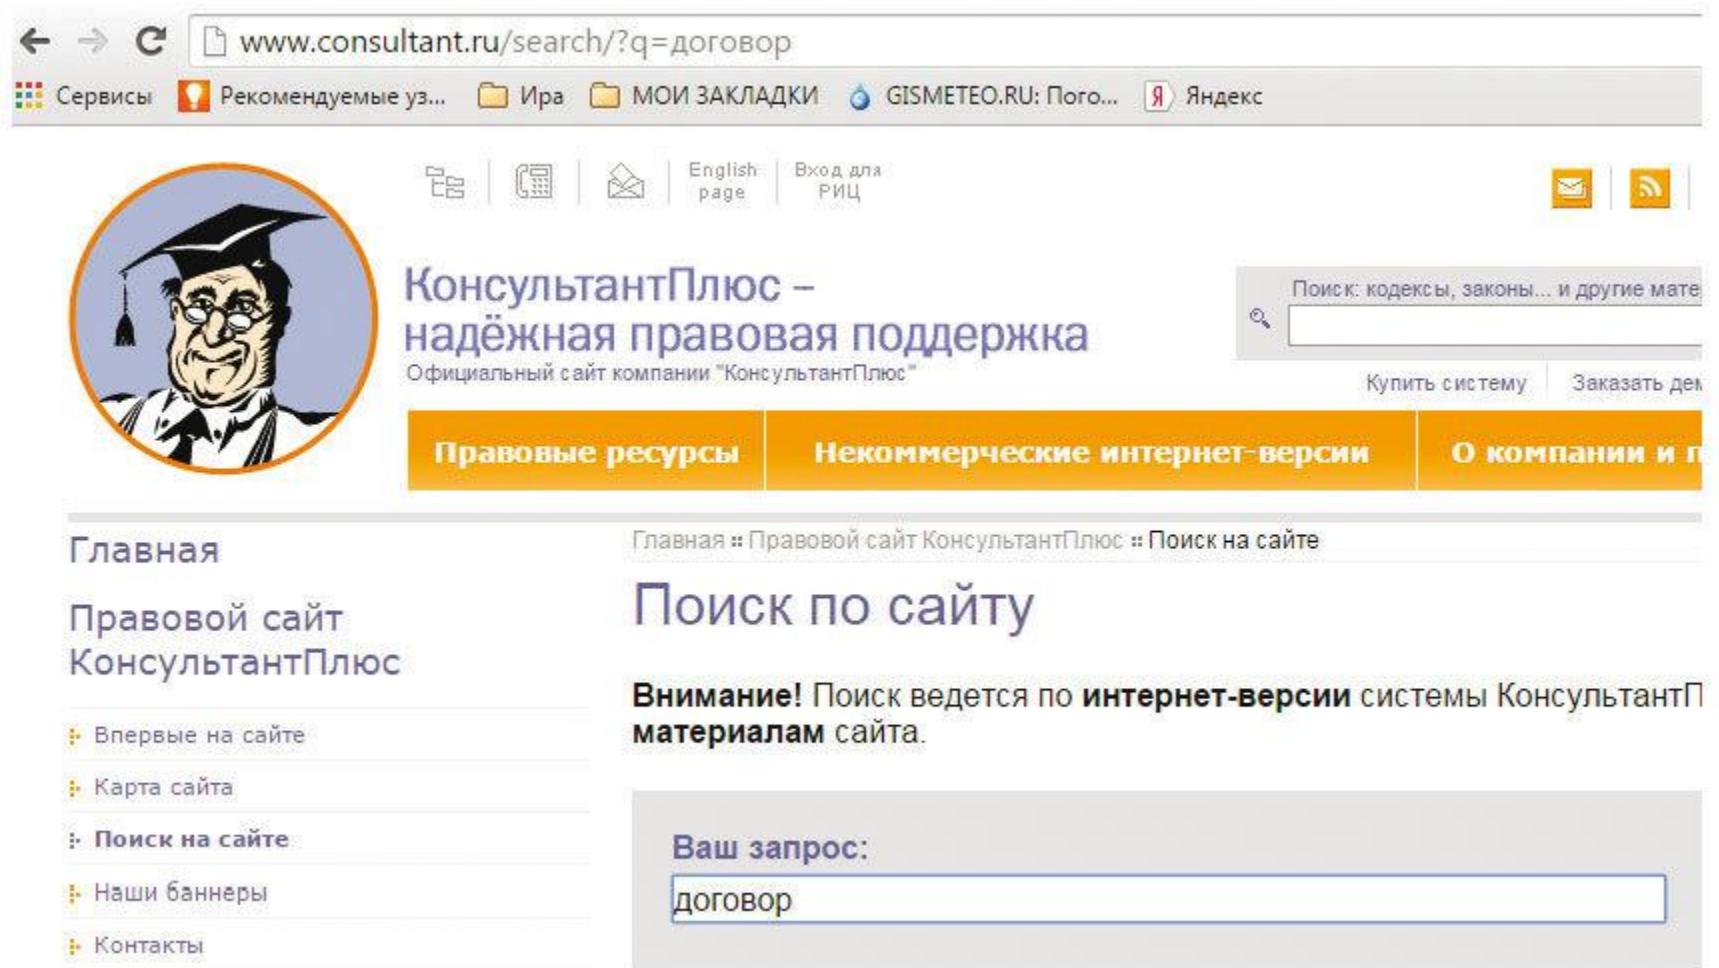 www.consultant.ru/search/?q=договор
Сервисы Рекомендуемые уз... Ира МОИ ЗАКЛАДКИ GISMETEO.RU: Пого... Я Яндекс
English page Вход для РИЦ
КонсультантПлюс –
надёжная правовая поддержка
Официальный сайт компании "КонсультантПлюс"
Поиск: кодексы, законы... и другие мате
Купить систему Заказать дем
Правовые ресурсы Некоммерческие интернет-версии О компании и п
Главная
Правовой сайт
КонсультантПлюс
Впервые на сайте
Карта сайта
Поиск на сайте
Наши баннеры
Контакты
Главная :: Правовой сайт КонсультантПлюс :: Поиск на сайте
Поиск по сайту
Внимание! Поиск ведется по интернет-версии системы КонсультантП
материалам сайта.
Ваш запрос:
договор